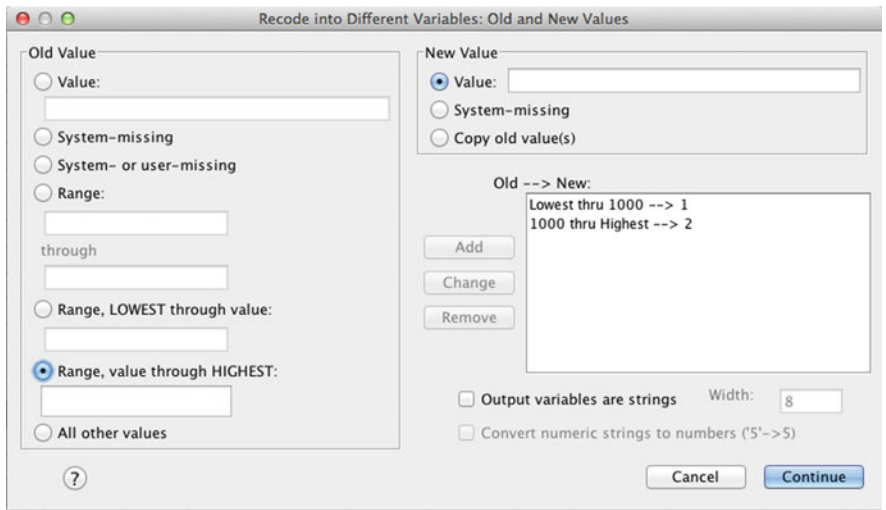 Recode into Different Variables: Old and New Values
Old Value
Value:
System-missing
System- or user-missing
Range:
through
Range, LOWEST through value:
Range, value through HIGHEST:
All other values
New Value
Value:
System-missing
Copy old value(s)
Old --> New:
Lowest thru 1000 --> 1
1000 thru Highest --> 2
Add
Change
Remove
Output variables are strings
Width:
8
Convert numeric strings to numbers ('5'->5)
?
Cancel
Continue